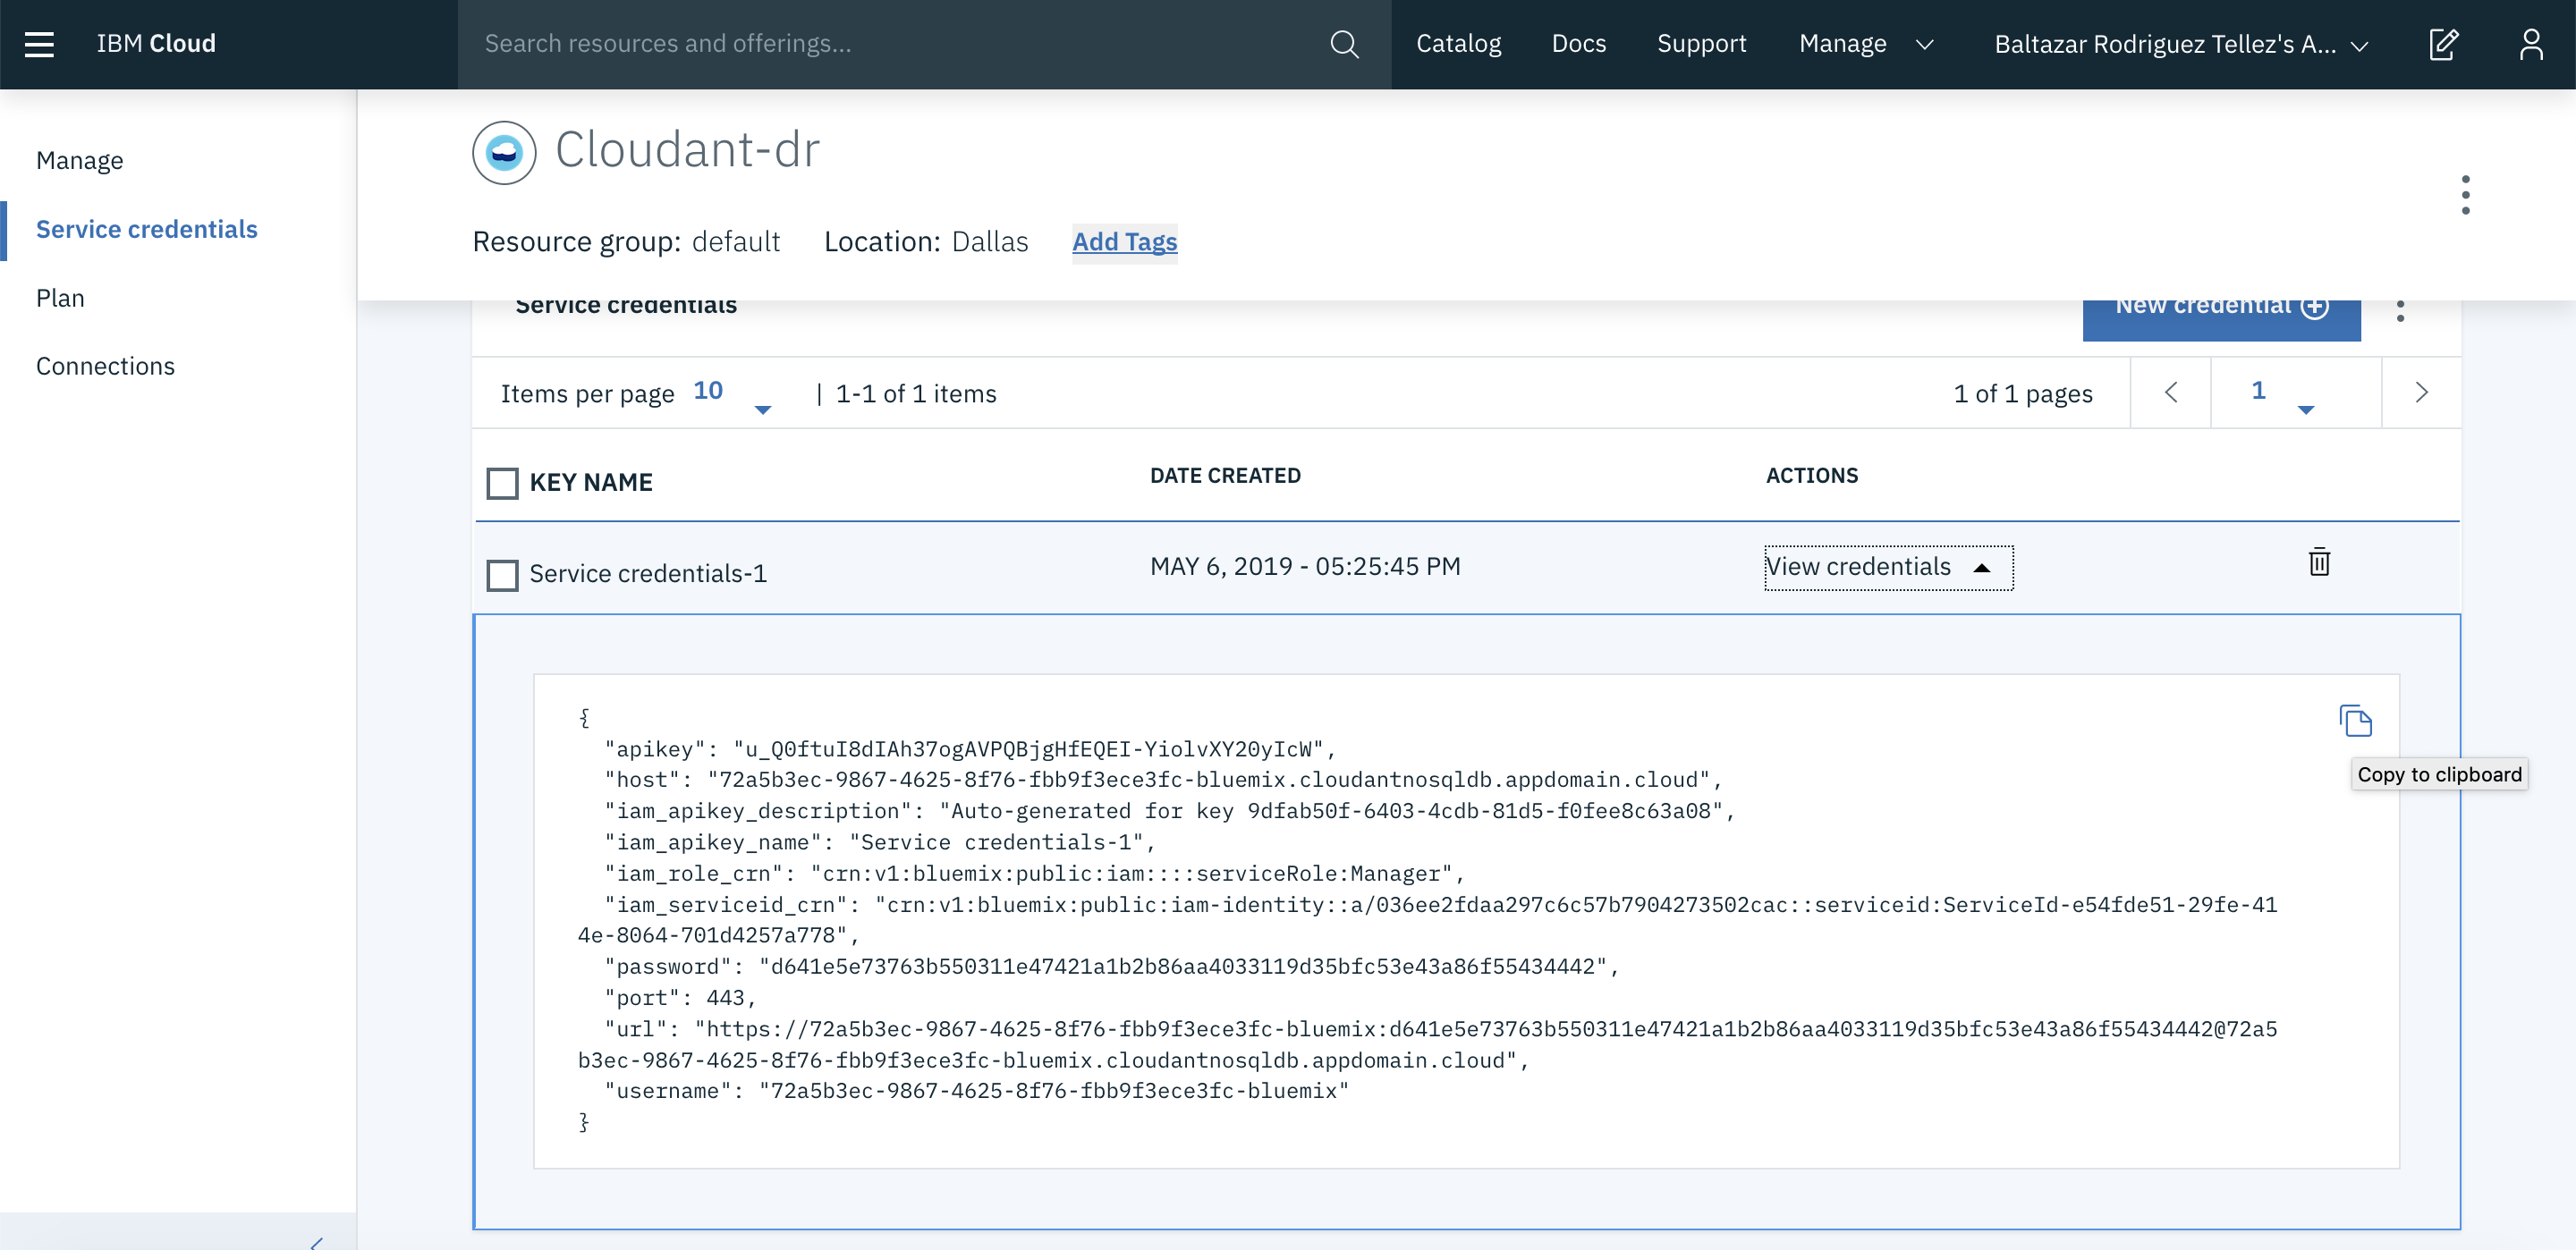 IBM Cloud
Search resources and offerings...
Catalog
Docs
Support
Manage
Baltazar Rodriguez Tellez's A...
Manage
Service credentials
Plan
Connections
Cloudant-dr
Resource group: default
Location: Dallas
Add Tags
Service credentials
New credential
Items per page 10
| 1-1 of 1 items
1 of 1 pages
1
KEY NAME
DATE CREATED
ACTIONS
Service credentials-1
MAY 6, 2019 - 05:25:45 PM
View credentials
{
"apikey": "u_Q0ftuI8dIAh37ogAVPQBjgHfEQEI-YiolvXY20yIcW",
"host": "72a5b3ec-9867-4625-8f76-fbb9f3ece3fc-bluemix.cloudantnosqldb.appdomain.cloud",
"iam_apikey_description": "Auto-generated for key 9dfab50f-6403-4cdb-81d5-f0fee8c63a08",
"iam_apikey_name": "Service credentials-1",
"iam_role_crn": "crn:v1:bluemix:public:iam::::serviceRole:Manager",
"iam_serviceid_crn": "crn:v1:bluemix:public:iam-identity::a/036ee2fdaa297c6c57b7904273502cac::serviceid:ServiceId-e54fde51-29fe-41
4e-8064-701d4257a778",
"password": "d641e5e73763b550311e47421a1b2b86aa4033119d35bfc53e43a86f55434442",
"port": 443,
"url": "https://72a5b3ec-9867-4625-8f76-fbb9f3ece3fc-bluemix:d641e5e73763b550311e47421a1b2b86aa4033119d35bfc53e43a86f55434442@72a5
b3ec-9867-4625-8f76-fbb9f3ece3fc-bluemix.cloudantnosqldb.appdomain.cloud",
"username": "72a5b3ec-9867-4625-8f76-fbb9f3ece3fc-bluemix"
}
Copy to clipboard